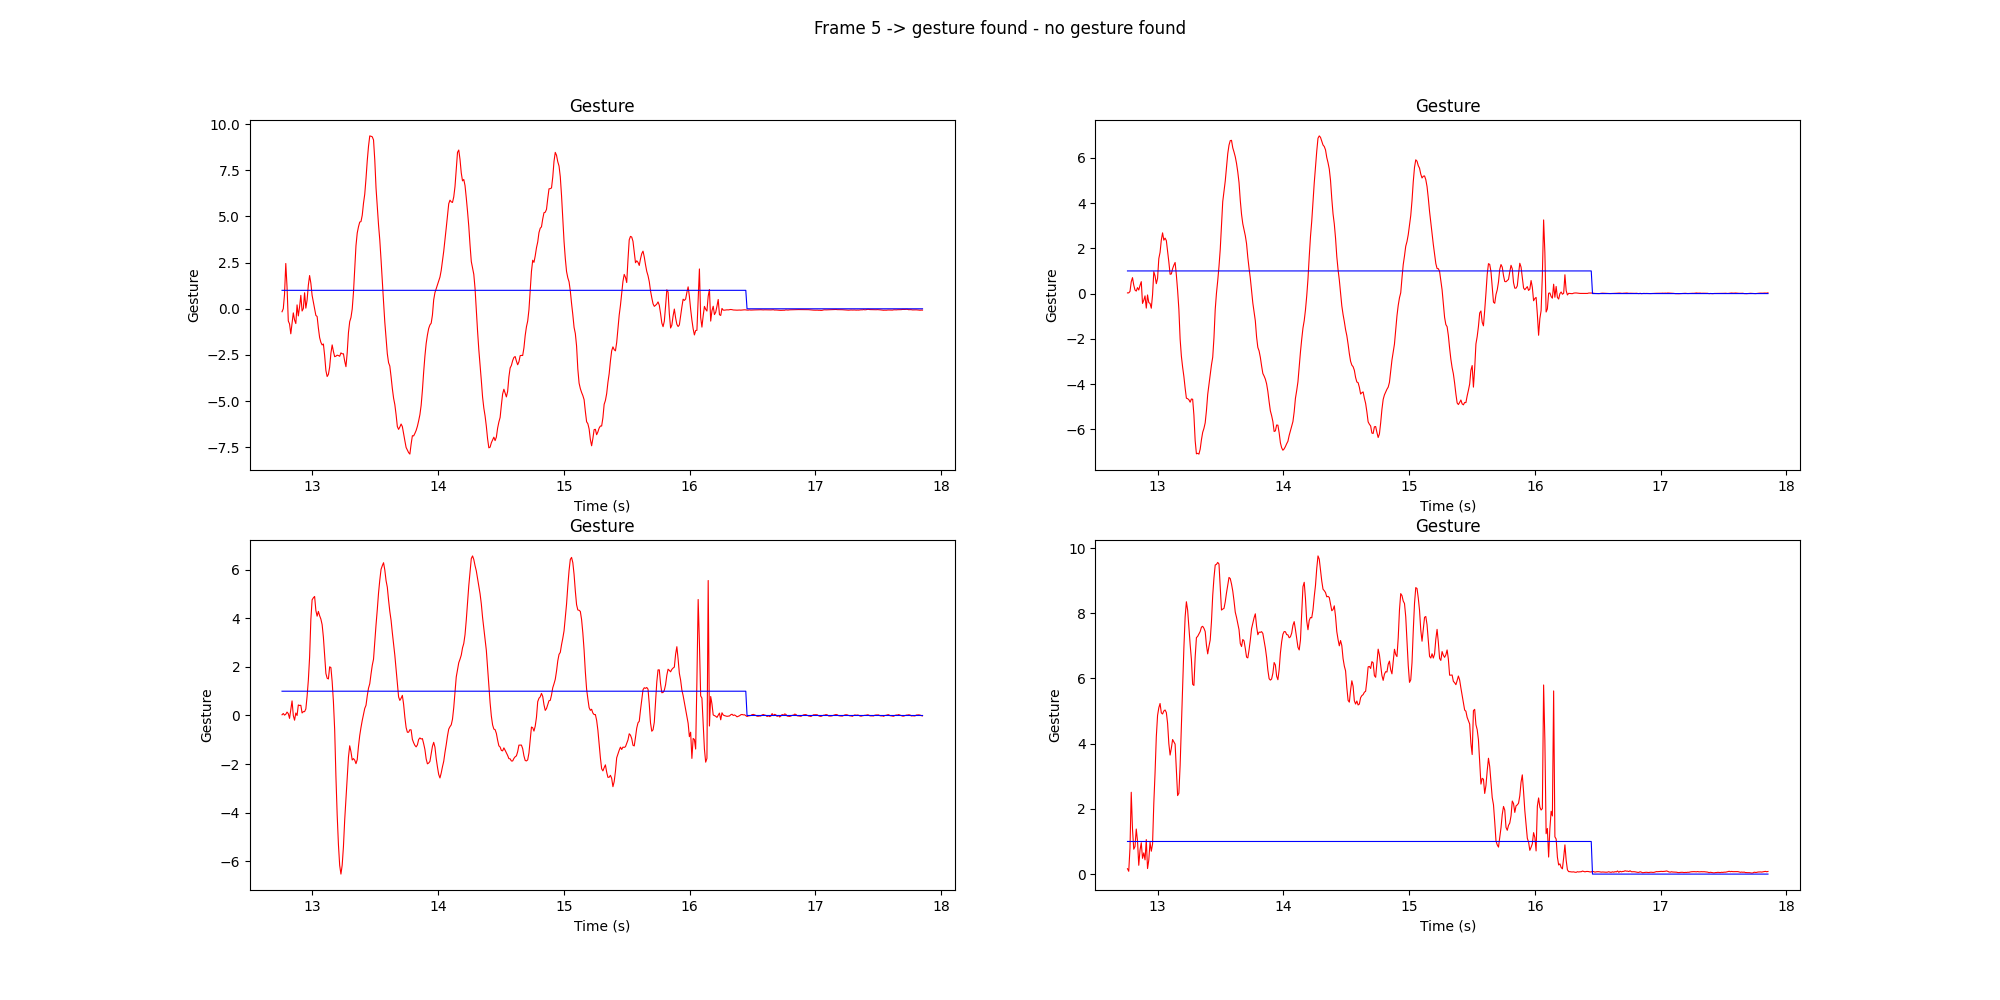 Frame 5 -> gesture found - no gesture found
Gesture
10.0
7.5
5.0
2.5
0.0
−2.5
−5.0
−7.5
Gesture
13 14 15 16 17 18
Time (s)
Gesture
6
4
2
0
−2
−4
−6
Gesture
13 14 15 16 17 18
Time (s)
Gesture
6
4
2
0
−2
−4
−6
Gesture
13 14 15 16 17 18
Time (s)
Gesture
10
8
6
4
2
0
Gesture
13 14 15 16 17 18
Time (s)